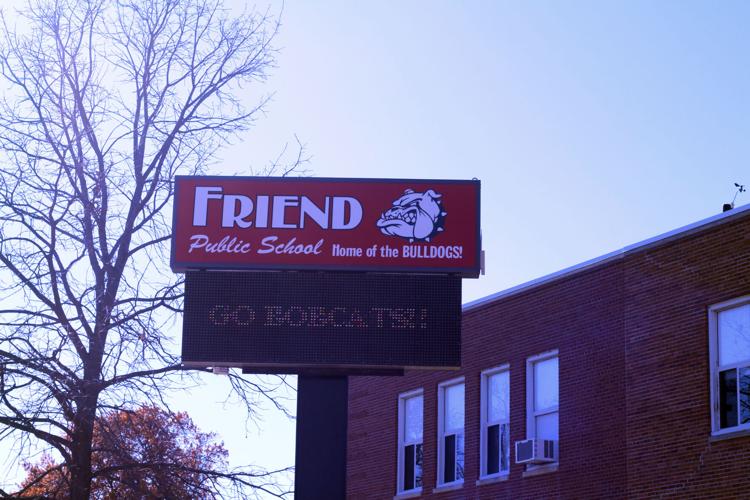 FRIEND
Public School Home of the BULLDOGS!
GO BOBCATS!!